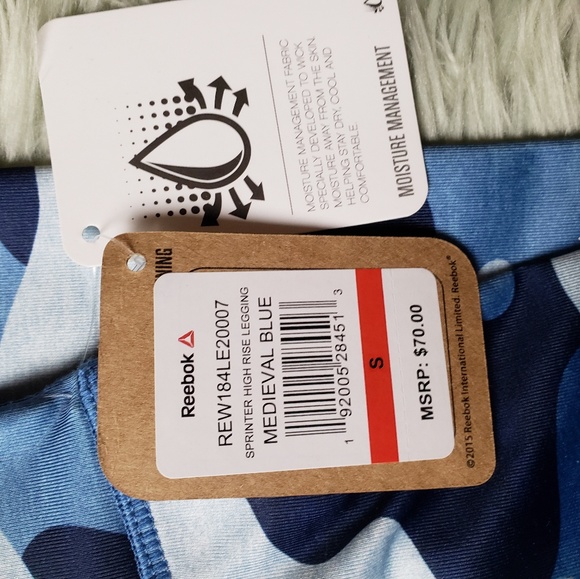 MOISTURE MANAGEMENT FABRIC
SPECIALLY DEVELOPED TO WICK
MOISTURE AWAY FROM THE SKIN.
HELPING STAY DRY, COOL AND
COMFORTABLE.
MOISTURE MANAGEMENT
Reebok
REW184LE20007
SPRINTER HIGH RISE LEGGING
MEDIEVAL BLUE
1 92005 28451 3
S
MSRP: $70.00
©2015 Reebok International Limited. Reebok®